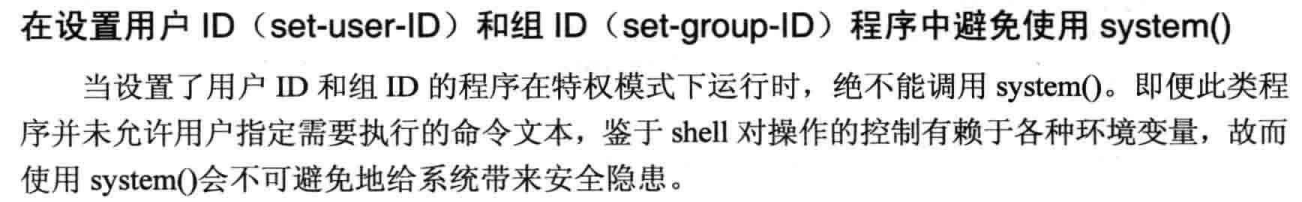 在设置用户 ID（set-user-ID）和组 ID（set-group-ID）程序中避免使用 system()
当设置了用户 ID 和组 ID 的程序在特权模式下运行时，绝不能调用 system()。即便此类程
序并未允许用户指定需要执行的命令文本，鉴于 shell 对操作的控制有赖于各种环境变量，故而
使用 system()会不可避免地给系统带来安全隐患。